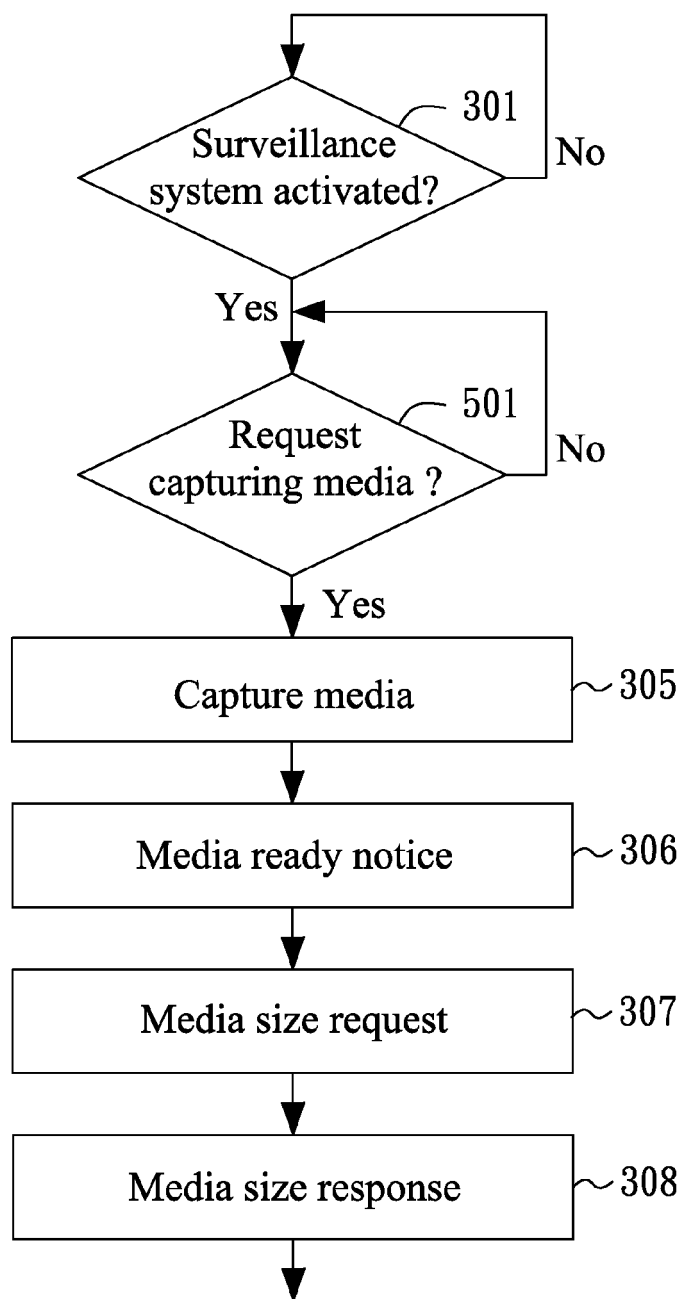 301
Surveillance
system activated?
No
Yes
501
Request
capturing media ?
No
Yes
Capture media
305
Media ready notice
306
Media size request
307
Media size response
308